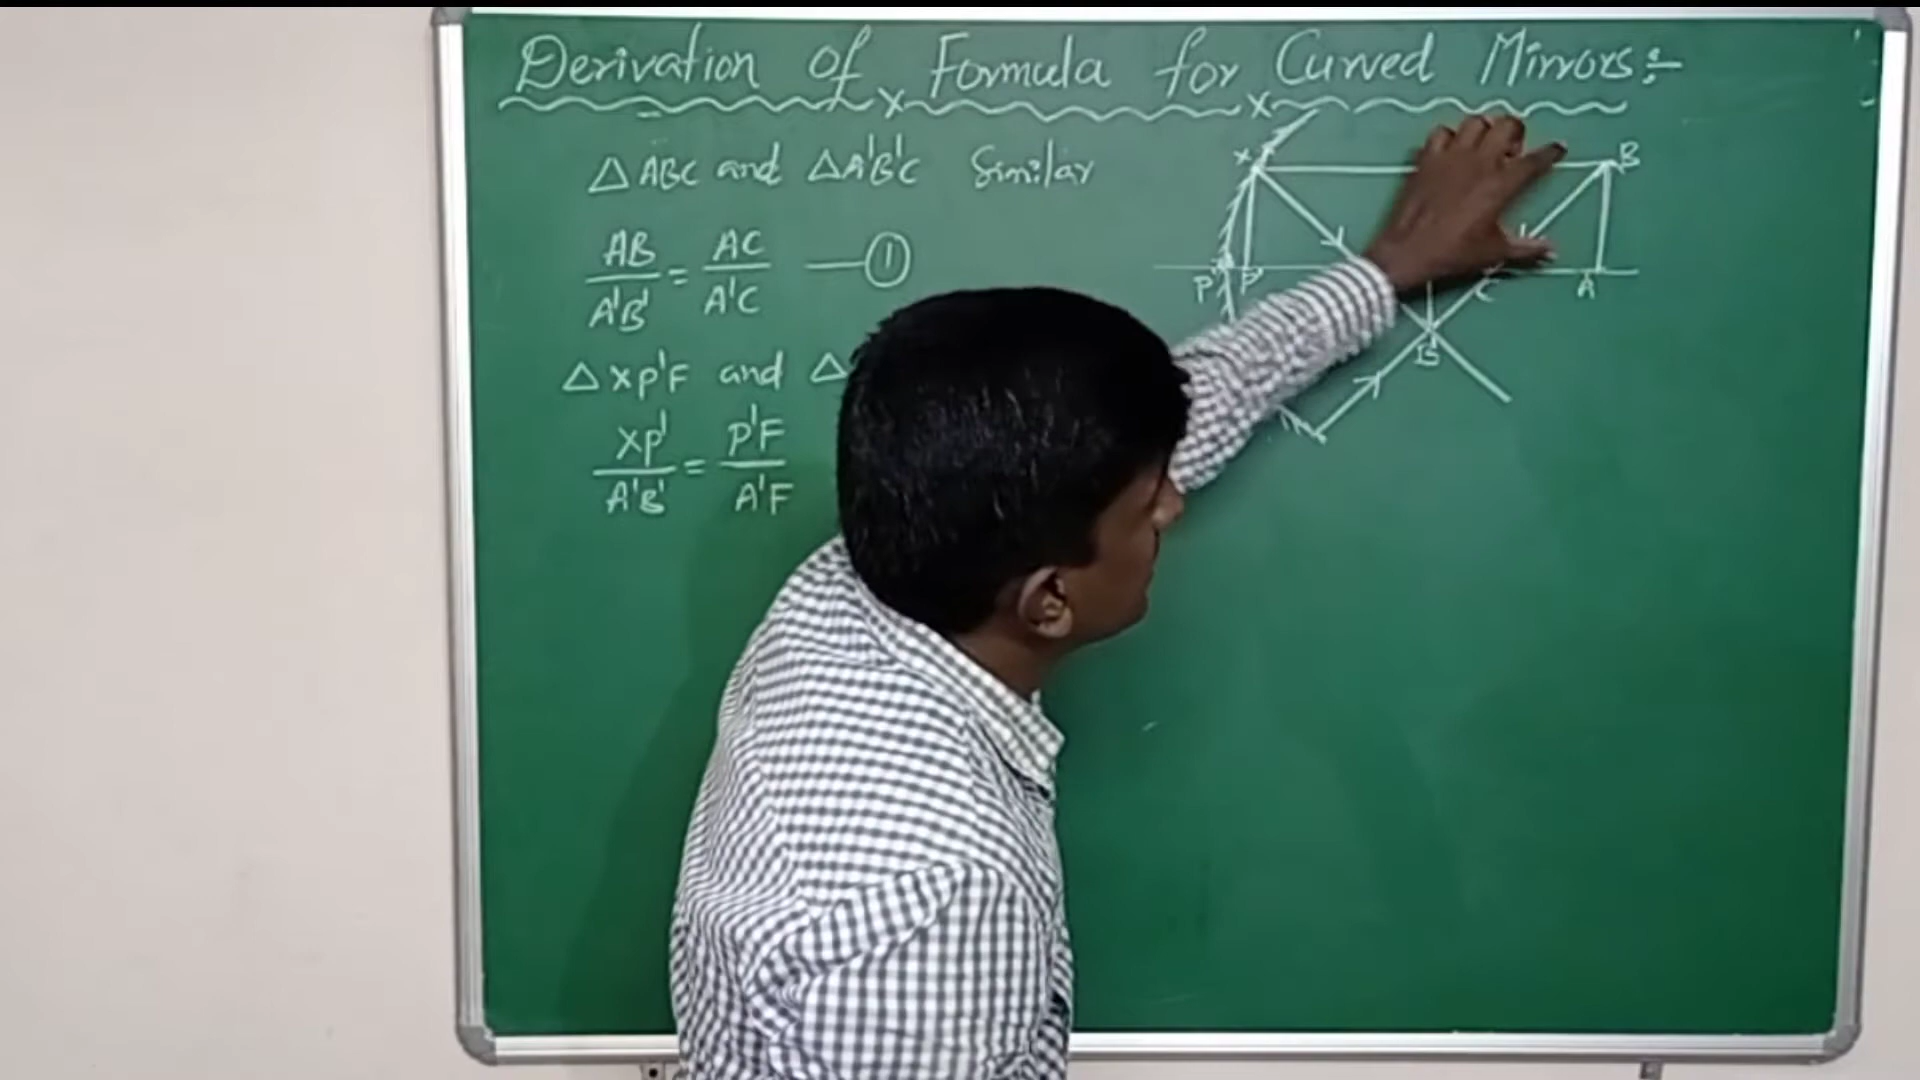 Derivation of Formula for Curved Mirrors:-
△ABC and △A'B'C Similar
AB/A'B' = AC/A'C — ①
△XP'F and △
XP'/A'B' = P'F/A'F
X
B
P'
C
A
B'